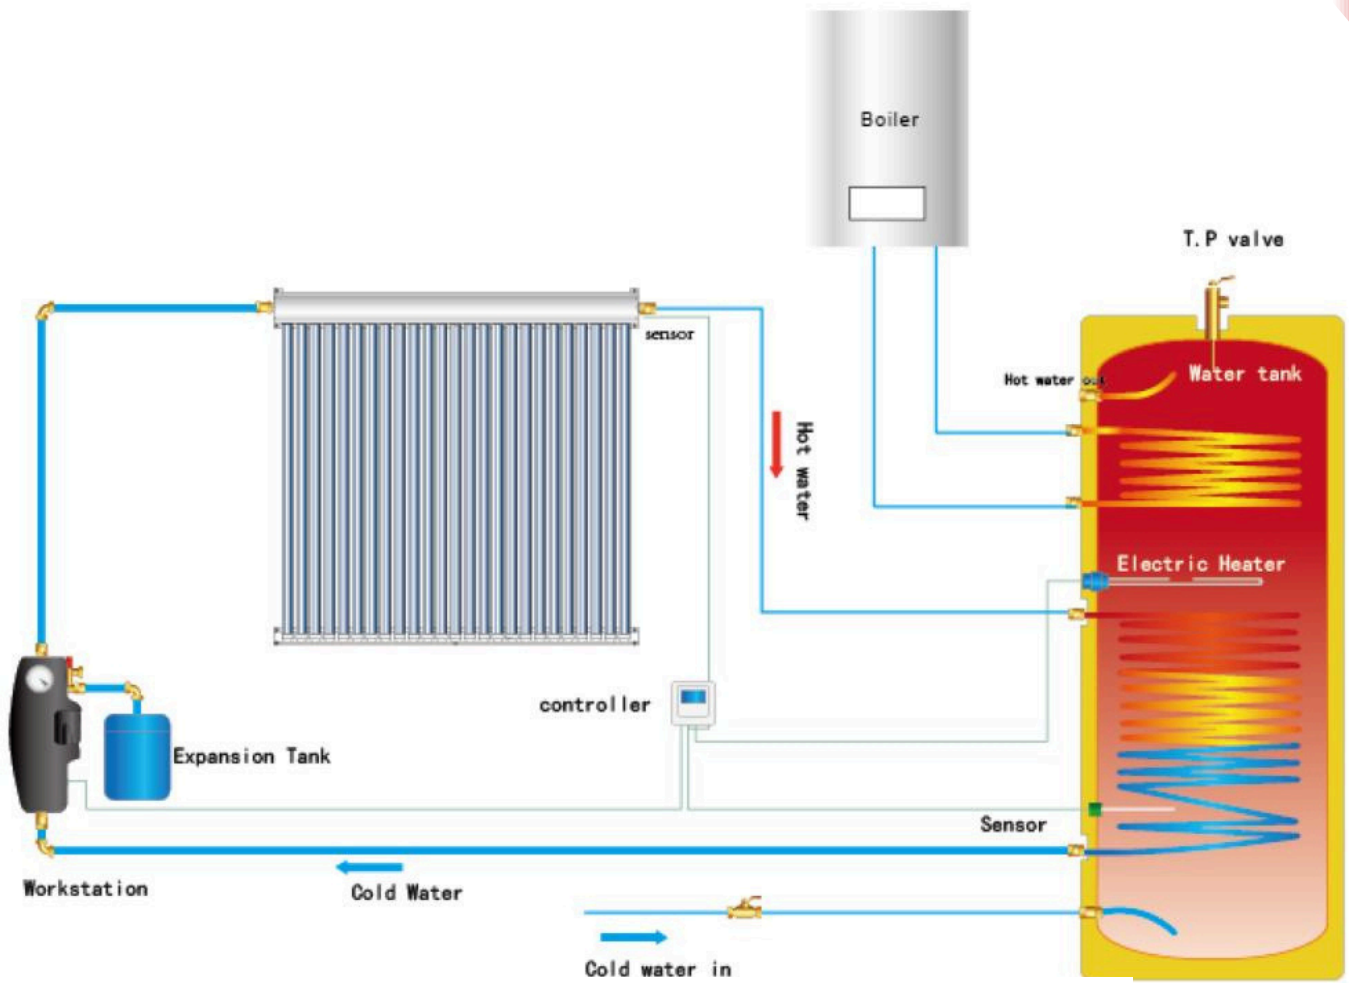 Boiler
T.P valve
sensor
Hot water
Water tank
Hot water
Electric Heater
controller
Expansion Tank
Sensor
Workstation
Cold Water
Cold water in